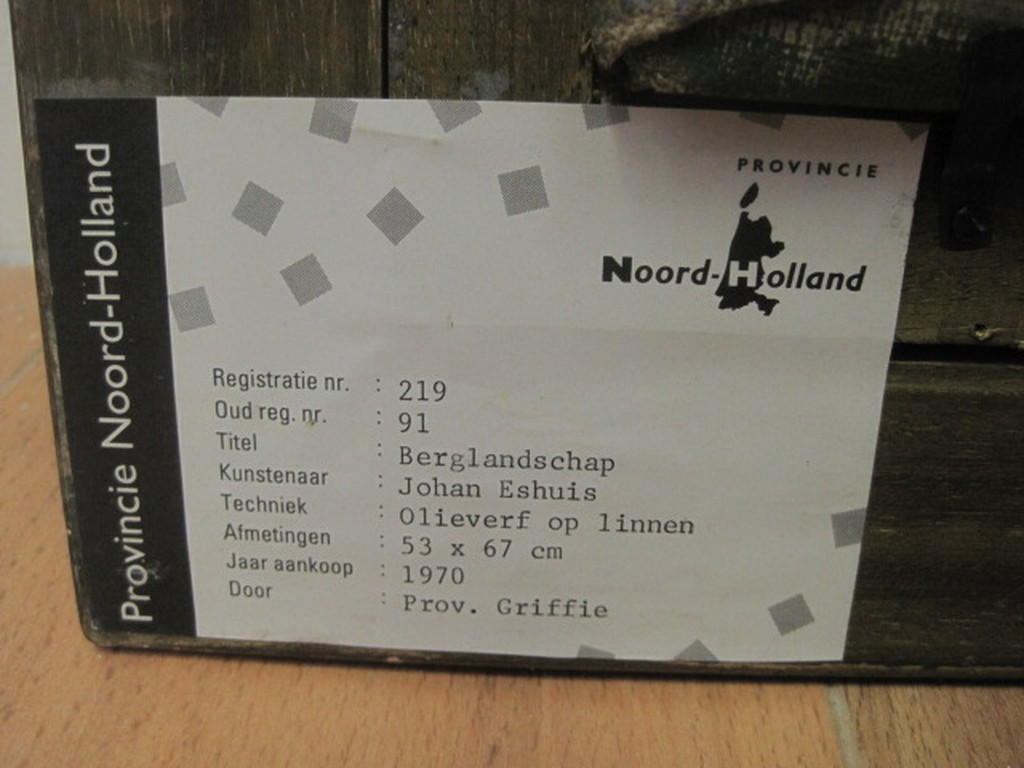 Provincie Noord-Holland
PROVINCIE
Noord-Holland
Registratie nr. : 219
Oud reg. nr. : 91
Titel : Berglandschap
Kunstenaar : Johan Eshuis
Techniek : Olieverf op linnen
Afmetingen : 53 x 67 cm
Jaar aankoop : 1970
Door : Prov. Griffie